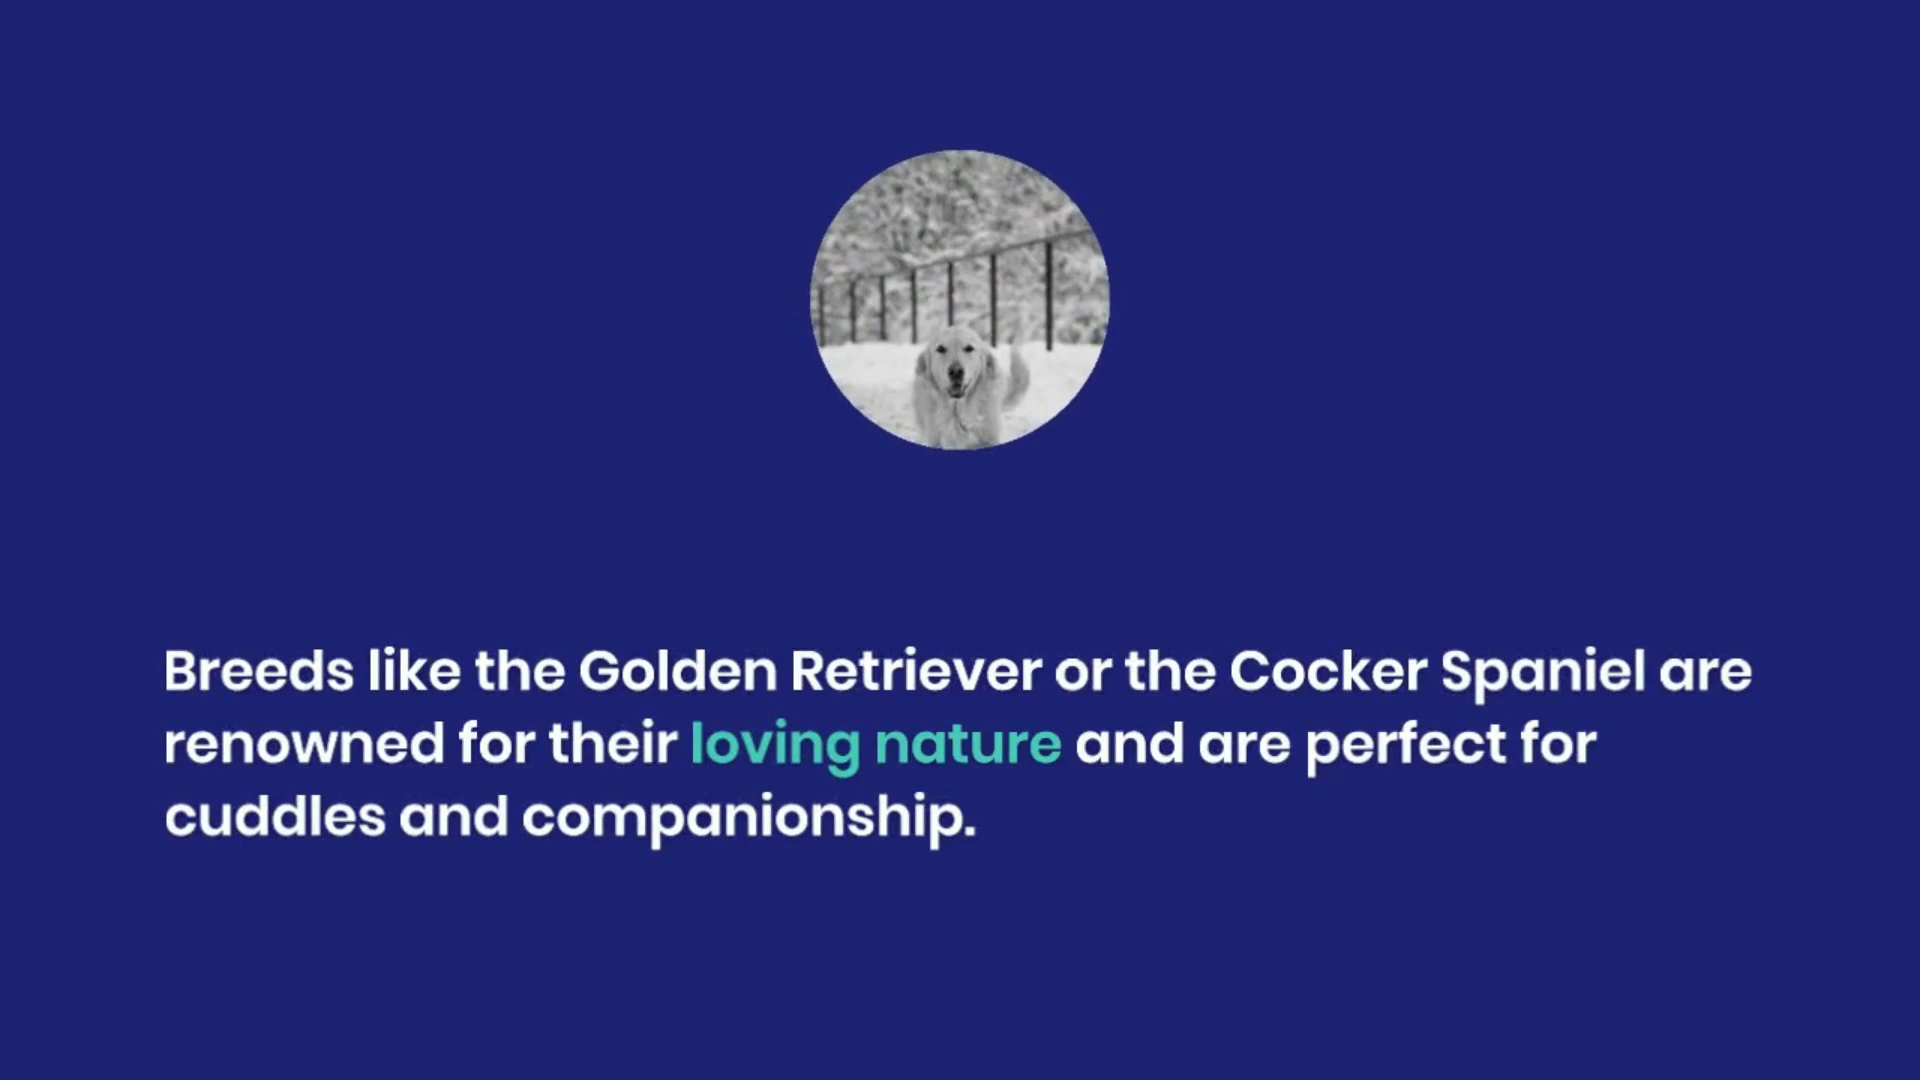 Breeds like the Golden Retriever or the Cocker Spaniel are
renowned for their loving nature and are perfect for
cuddles and companionship.